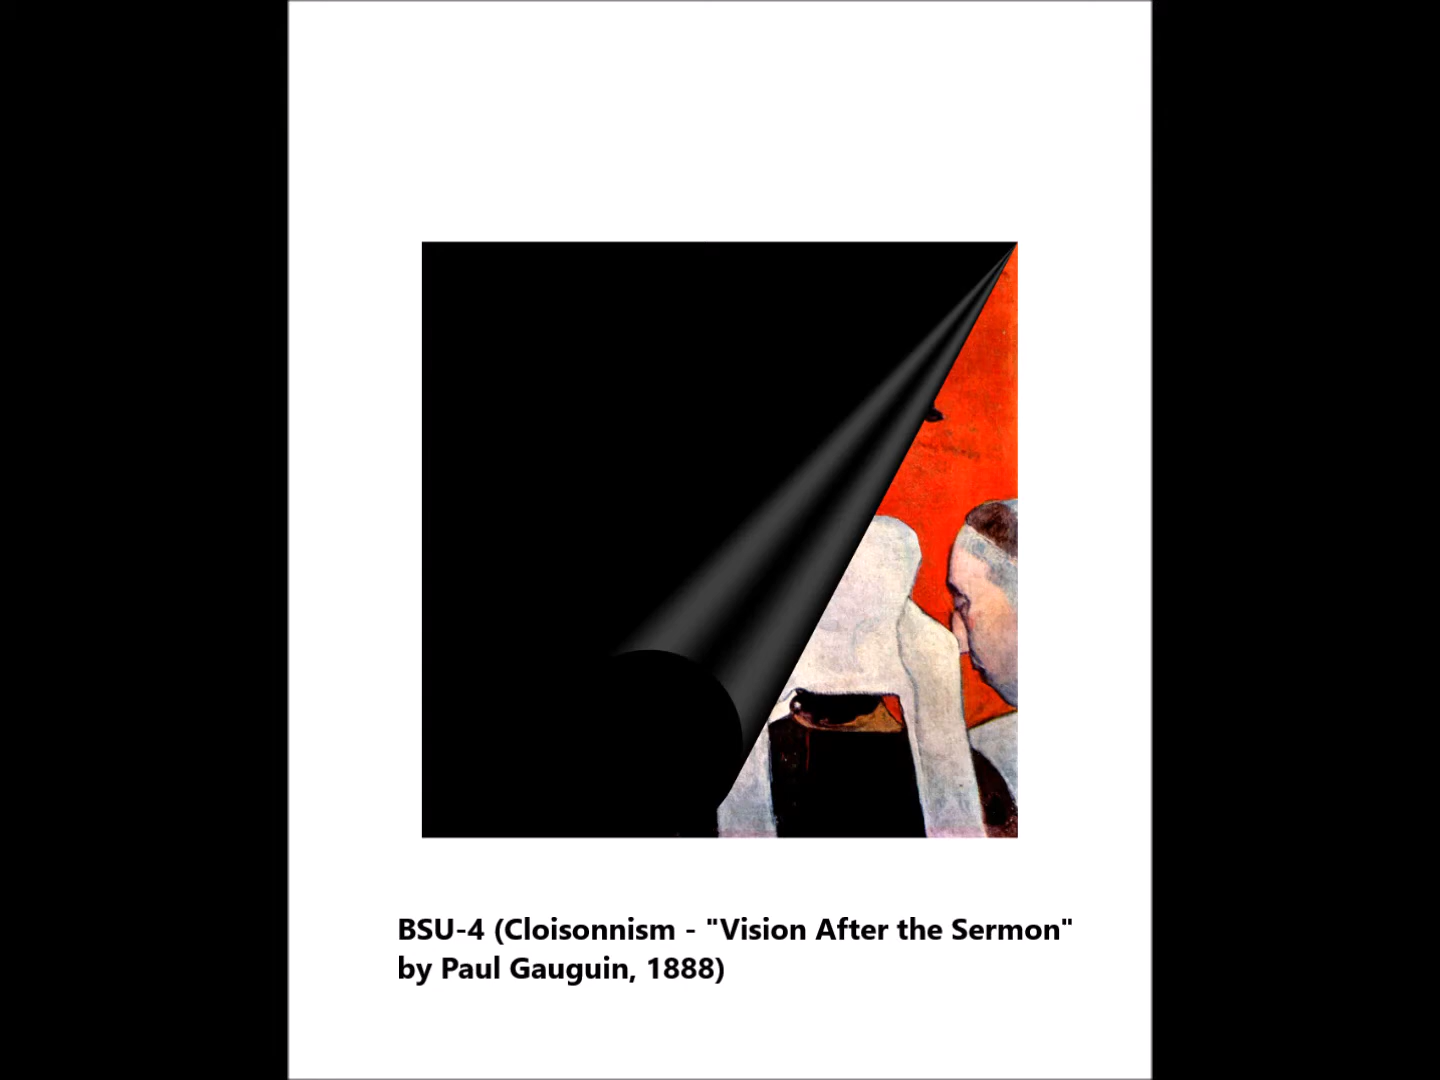 BSU-4 (Cloisonnism - "Vision After the Sermon"
by Paul Gauguin, 1888)